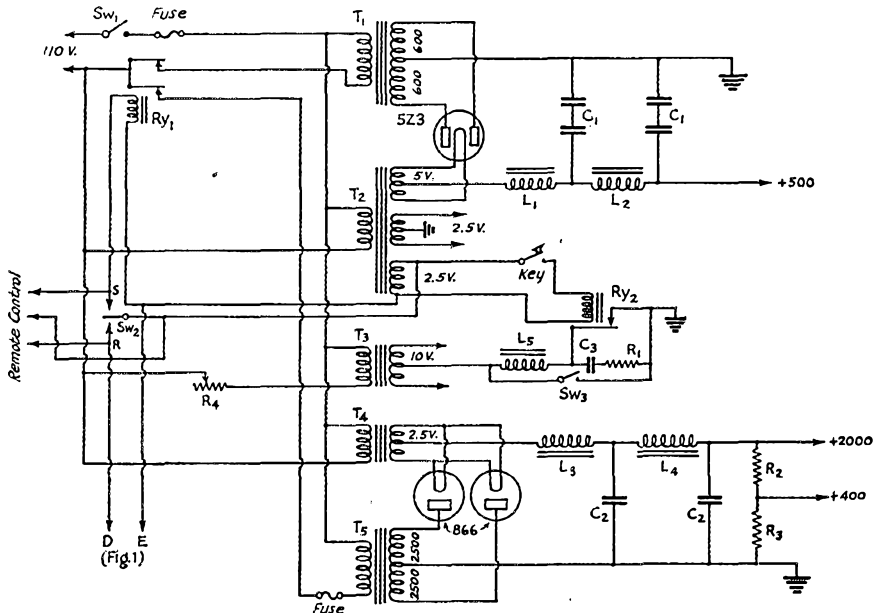 Sw1
Fuse
T1
110 V.
600
600
Ry1
5Z3
C1
C1
T2
5V.
L1
L2
+500
2.5V.
2.5V.
Key
Ry2
Remote Control
S
Sw2
R
T3
10V.
L5
C3
R1
Sw3
R4
T4
2.5V.
L3
L4
+2000
R2
C2
C2
+400
R3
866
D
E
(Fig.1)
T5
2500
2500
Fuse